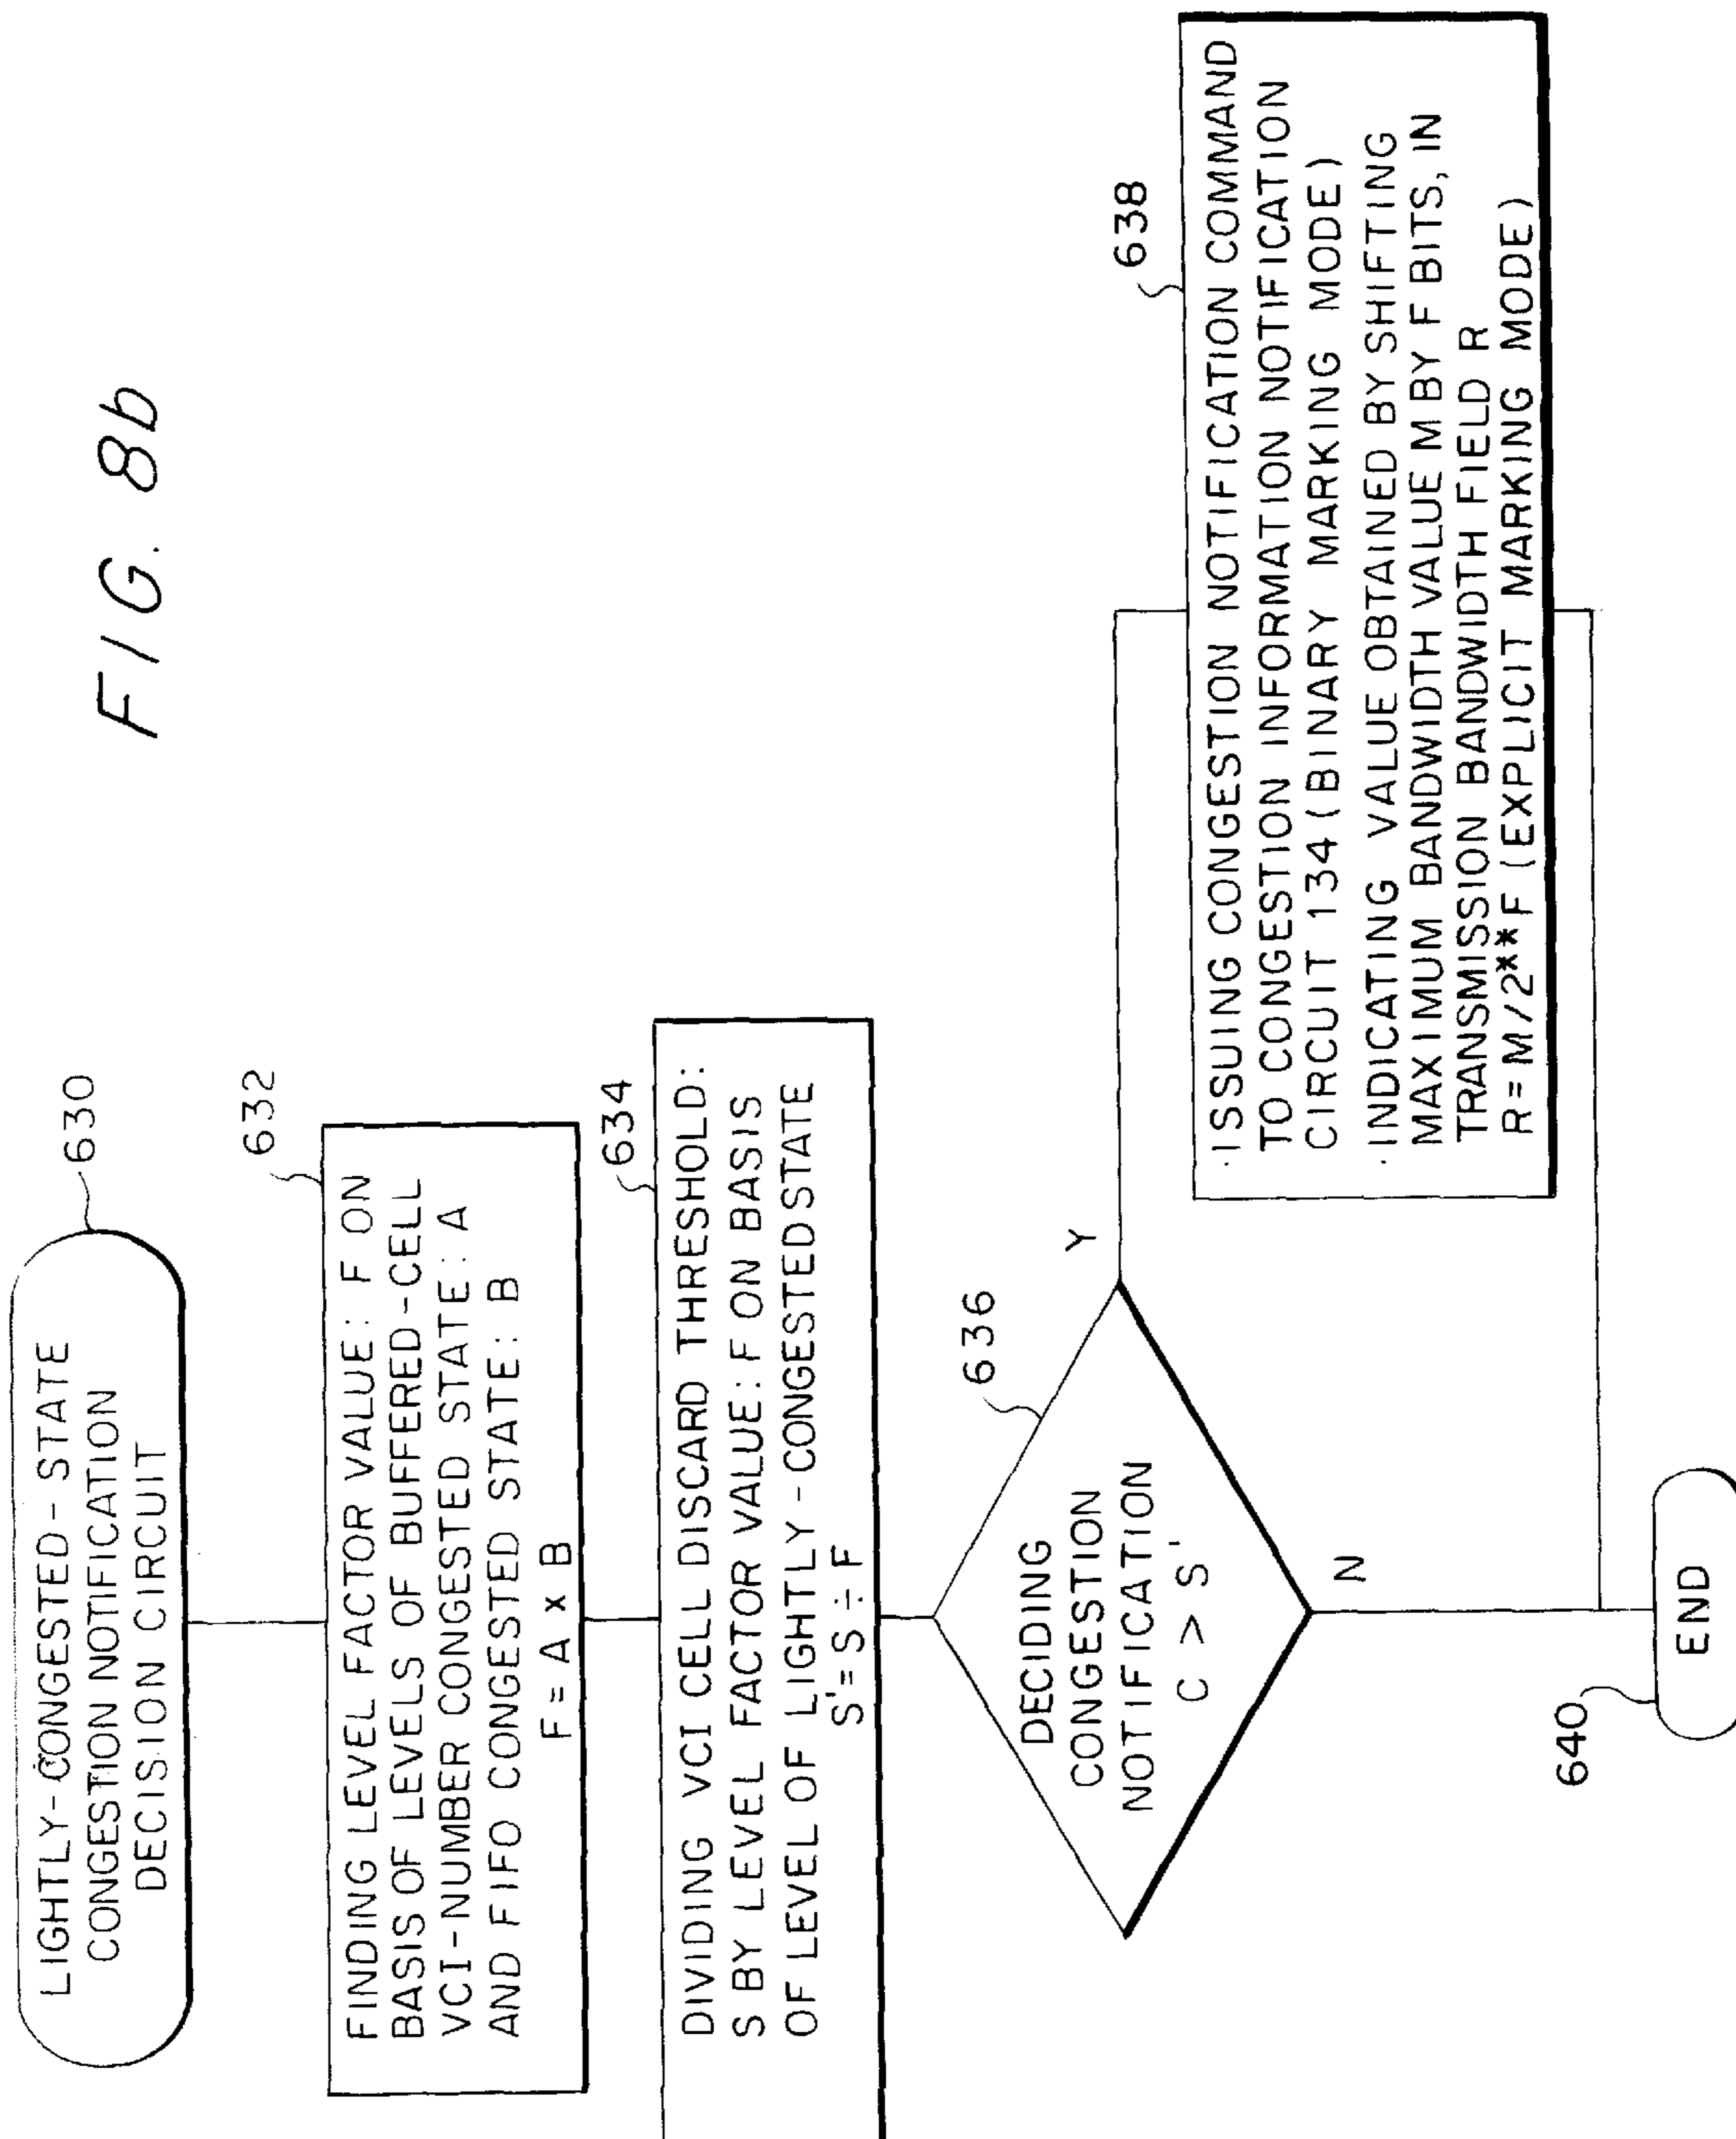 FIG. 8b
LIGHTLY-CONGESTED-STATE
CONGESTION NOTIFICATION
DECISION CIRCUIT
630
632
FINDING LEVEL FACTOR VALUE: F ON
BASIS OF LEVELS OF BUFFERED-CELL
VCI-NUMBER CONGESTED STATE: A
AND FIFO CONGESTED STATE: B
F = A x B
634
DIVIDING VCI CELL DISCARD THRESHOLD:
S BY LEVEL FACTOR VALUE: F ON BASIS
OF LEVEL OF LIGHTLY-CONGESTED STATE
S' = S ÷ F
636
DECIDING
CONGESTION
NOTIFICATION
C > S'
Y
N
638
· ISSUING CONGESTION NOTIFICATION COMMAND
TO CONGESTION INFORMATION NOTIFICATION
CIRCUIT 134 (BINARY MARKING MODE)
· INDICATING VALUE OBTAINED BY SHIFTING
MAXIMUM BANDWIDTH VALUE M BY F BITS, IN
TRANSMISSION BANDWIDTH FIELD R
R = M/2**F (EXPLICIT MARKING MODE)
640
END